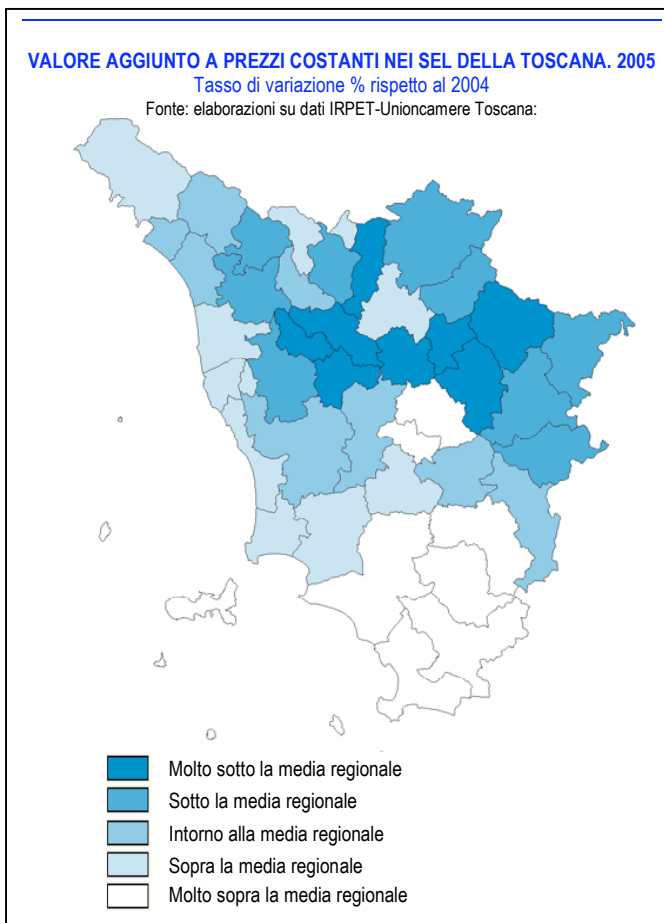 VALORE AGGIUNTO A PREZZI COSTANTI NEI SEL DELLA TOSCANA. 2005
Tasso di variazione % rispetto al 2004
Fonte: elaborazioni su dati IRPET-Unioncamere Toscana:
Molto sotto la media regionale
Sotto la media regionale
Intorno alla media regionale
Sopra la media regionale
Molto sopra la media regionale